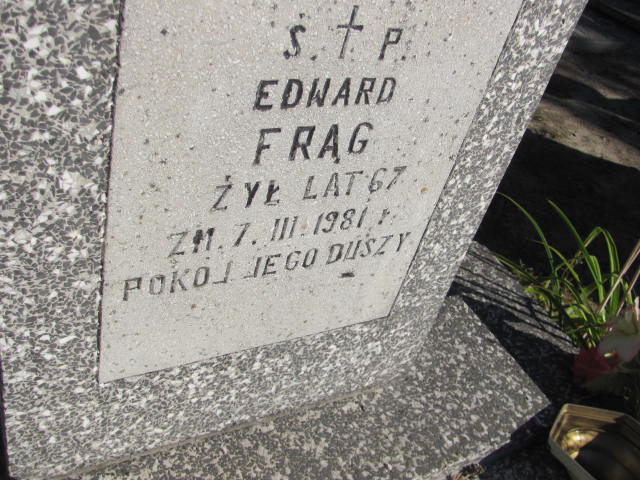 Ś. † P.
EDWARD
FRĄG
ŻYŁ LAT 67
ZM. 7. III. 1981 r.
POKÓJ JEGO DUSZY